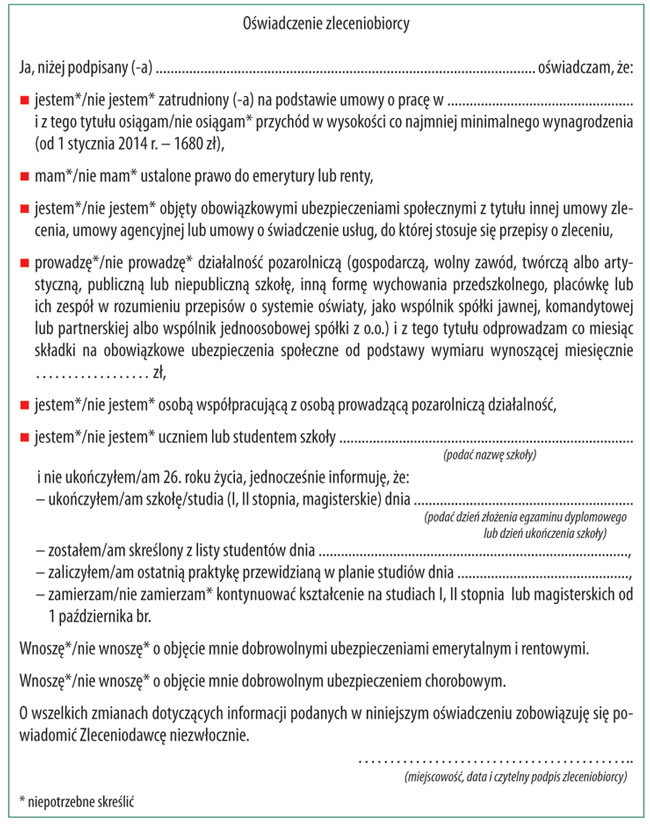 Oświadczenie zleceniobiorcy
Ja, niżej podpisany (-a) ........................................................................................................ oświadczam, że:
■ jestem*/nie jestem* zatrudniony (-a) na podstawie umowy o pracę w ..................................................
i z tego tytułu osiągam/nie osiągam* przychód w wysokości co najmniej minimalnego wynagrodzenia
(od 1 stycznia 2014 r. – 1680 zł),
■ mam*/nie mam* ustalone prawo do emerytury lub renty,
■ jestem*/nie jestem* objęty obowiązkowymi ubezpieczeniami społecznymi z tytułu innej umowy zle-
cenia, umowy agencyjnej lub umowy o świadczenie usług, do której stosuje się przepisy o zleceniu,
■ prowadzę*/nie prowadzę* działalność pozarolniczą (gospodarczą, wolny zawód, twórczą albo arty-
styczną, publiczną lub niepubliczną szkołę, inną formę wychowania przedszkolnego, placówkę lub
ich zespół w rozumieniu przepisów o systemie oświaty, jako wspólnik spółki jawnej, komandytowej
lub partnerskiej albo wspólnik jednoosobowej spółki z o.o.) i z tego tytułu odprowadzam co miesiąc
składki na obowiązkowe ubezpieczenia społeczne od podstawy wymiaru wynoszącej miesięcznie
. . . . . . . . . . . . . . . . . . zł,
■ jestem*/nie jestem* osobą współpracującą z osobą prowadzącą pozarolniczą działalność,
■ jestem*/nie jestem* uczniem lub studentem szkoły ................................................................................
(podać nazwę szkoły)
i nie ukończyłem/am 26. roku życia, jednocześnie informuję, że:
– ukończyłem/am szkołę/studia (I, II stopnia, magisterskie) dnia ............................................................
(podać dzień złożenia egzaminu dyplomowego
lub dzień ukończenia szkoły)
– zostałem/am skreślony z listy studentów dnia ....................................................................................,
– zaliczyłem/am ostatnią praktykę przewidzianą w planie studiów dnia ...............................................,
– zamierzam/nie zamierzam* kontynuować kształcenie na studiach I, II stopnia lub magisterskich od
1 października br.
Wnoszę*/nie wnoszę* o objęcie mnie dobrowolnymi ubezpieczeniami emerytalnym i rentowymi.
Wnoszę*/nie wnoszę* o objęcie mnie dobrowolnym ubezpieczeniem chorobowym.
O wszelkich zmianach dotyczących informacji podanych w niniejszym oświadczeniu zobowiązuję się po-
wiadomić Zleceniodawcę niezwłocznie.
. . . . . . . . . . . . . . . . . . . . . . . . . . . . . . . . . . . . . . . . . ..
(miejscowość, data i czytelny podpis zleceniobiorcy)
* niepotrzebne skreślić